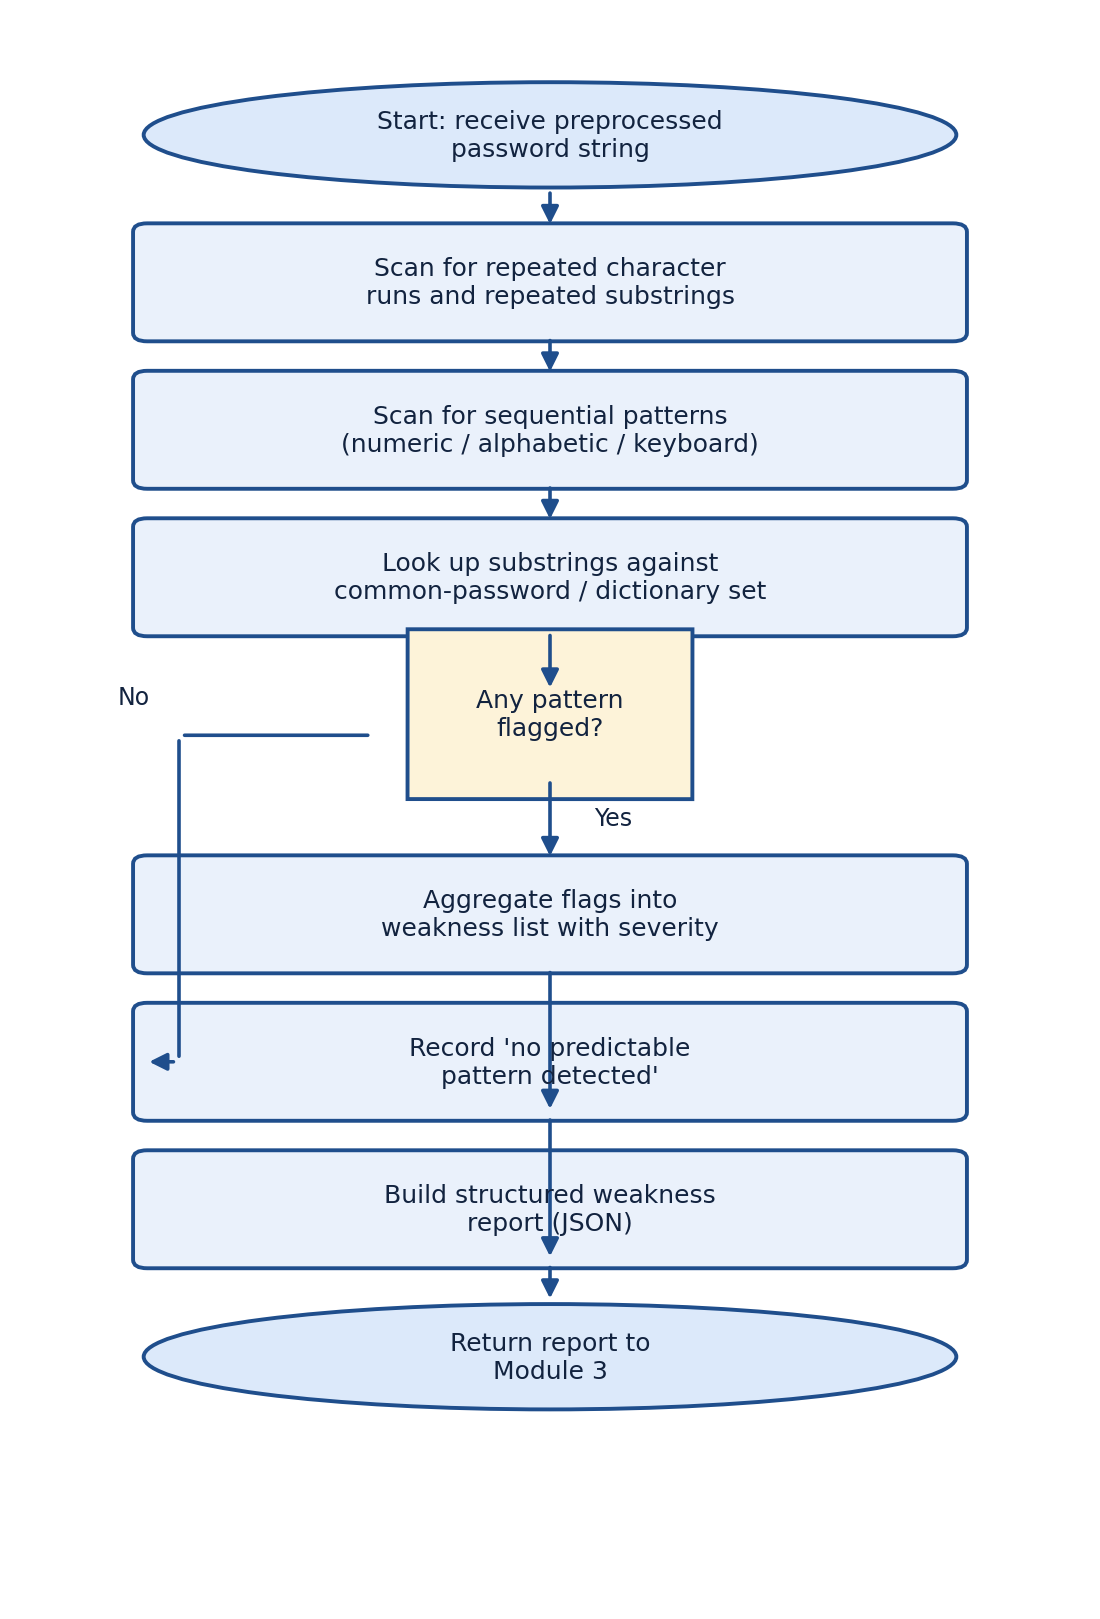 Start: receive preprocessed
password string
Scan for repeated character
runs and repeated substrings
Scan for sequential patterns
(numeric / alphabetic / keyboard)
Look up substrings against
common-password / dictionary set
No
Any pattern
flagged?
Yes
Aggregate flags into
weakness list with severity
Record 'no predictable
pattern detected'
Build structured weakness
report (JSON)
Return report to
Module 3